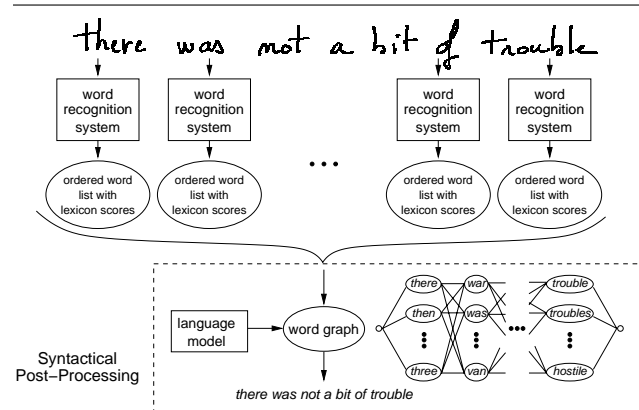 there was not a bit of trouble
word recognition system
word recognition system
word recognition system
word recognition system
ordered word list with lexicon scores
ordered word list with lexicon scores
ordered word list with lexicon scores
ordered word list with lexicon scores
...
there war trouble
language model
word graph
then was ... troubles
Syntactical Post-Processing
three van hostile
there was not a bit of trouble